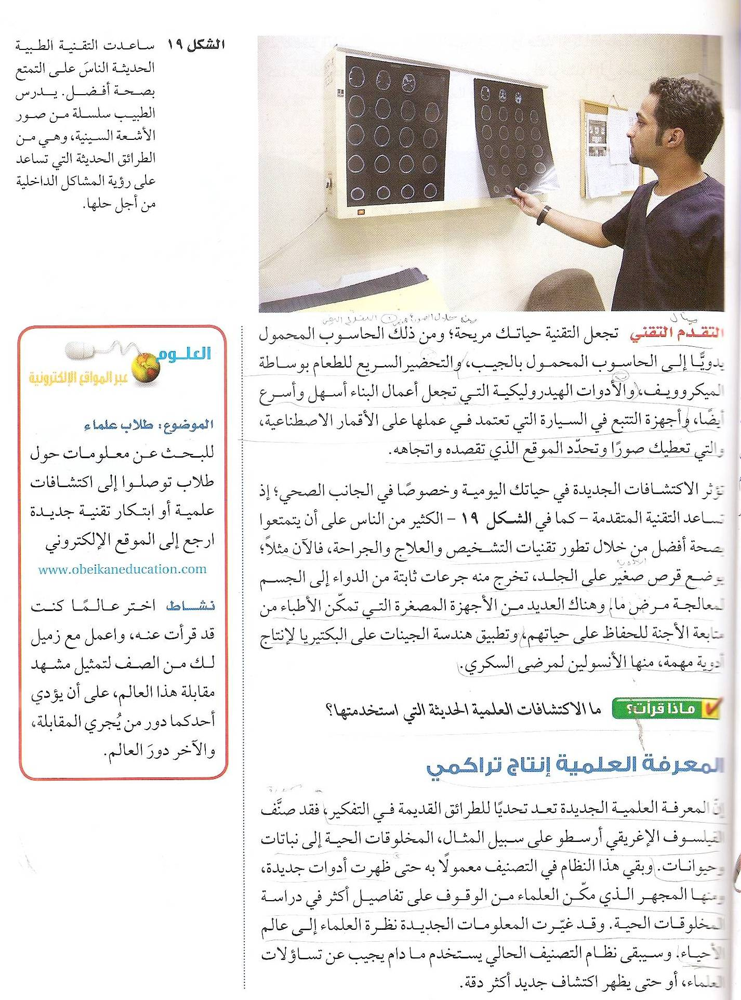 الشكل ١٩ ساعدت التقنية الطبية
الحديثة الناسَ على التمتع
بصحة أفضل. يدرس
الطبيب سلسلة من صور
الأشعة السينية، وهي من
الطرائق الحديثة التي تساعد
على رؤية المشاكل الداخلية
من أجل حلها.
مثال
التقدم التقني تجعل التقنية حياتك مريحة؛ ومن ذلك الحاسوب المحمول
يدويًّا إلى الحاسوب المحمول بالجيب، والتحضير السريع للطعام بوساطة
الميكروويف، والأدوات الهيدروليكية التي تجعل أعمال البناء أسهل وأسرع
أيضًا، وأجهزة التتبع في السيارة التي تعتمد في عملها على الأقمار الاصطناعية،
والتي تعطيك صورًا وتحدّد الموقع الذي تقصده واتجاهه.
تؤثر الاكتشافات الجديدة في حياتك اليومية وخصوصًا في الجانب الصحي؛ إذ
تساعد التقنية المتقدمة - كما في الشكل ١٩ - الكثير من الناس على أن يتمتعوا
بصحة أفضل من خلال تطور تقنيات التشخيص والعلاج والجراحة، فالآن مثلاً؛
يوضع قرص صغير على الجلد، تخرج منه جرعات ثابتة من الدواء إلى الجسم
لمعالجة مرض ما. وهناك العديد من الأجهزة المصغرة التي تمكّن الأطباء من
متابعة الأجنة للحفاظ على حياتهم، وتطبيق هندسة الجينات على البكتيريا لإنتاج
أدوية مهمة، منها الأنسولين لمرضى السكري.
ماذا قرأت؟ ما الاكتشافات العلمية الحديثة التي استخدمتها؟
المعرفة العلمية إنتاج تراكمي
إنّ المعرفة العلمية الجديدة تعد تحديًا للطرائق القديمة في التفكير، فقد صنَّف
الفيلسوف الإغريقي أرسطو على سبيل المثال، المخلوقات الحية إلى نباتات
وحيوانات. وبقي هذا النظام في التصنيف معمولًا به حتى ظهرت أدوات جديدة،
ومنها المجهر الذي مكّن العلماء من الوقوف على تفاصيل أكثر في دراسة
المخلوقات الحية. وقد غيّرت المعلومات الجديدة نظرة العلماء إلى عالم
الأحياء. وسيبقى نظام التصنيف الحالي يستخدم ما دام يجيب عن تساؤلات
العلماء، أو حتى يظهر اكتشاف جديد أكثر دقة.
العلوم
عبر المواقع الإلكترونية
الموضوع: طلاب علماء
للبحث عن معلومات حول
طلاب توصلوا إلى اكتشافات
علمية أو ابتكار تقنية جديدة
ارجع إلى الموقع الإلكتروني
www.obeikaneducation.com
نشاط اختر عالمًا كنت
قد قرأت عنه، واعمل مع زميل
لك من الصف لتمثيل مشهد
مقابلة هذا العالم، على أن يؤدي
أحدكما دور من يُجري المقابلة،
والآخر دورَ العالم.